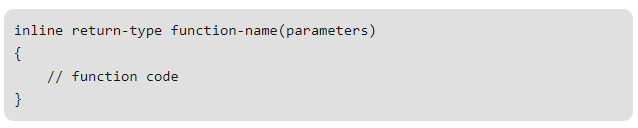 inline return-type function-name(parameters)
{
    // function code
}